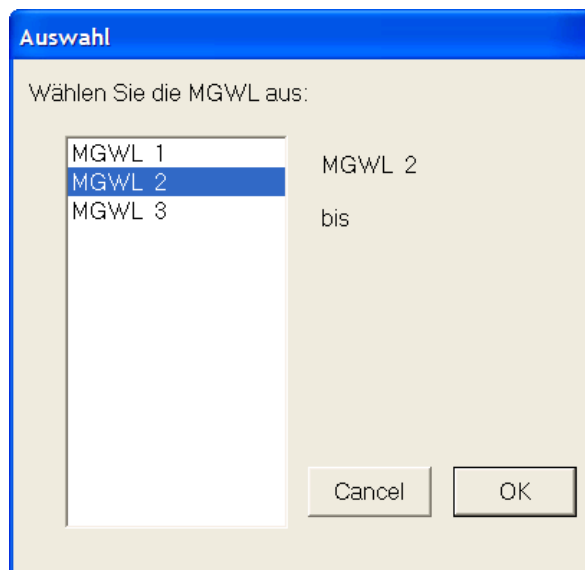 Auswahl
Wählen Sie die MGWL aus:
MGWL 1
MGWL 2
MGWL 3
MGWL 2
bis
Cancel
OK